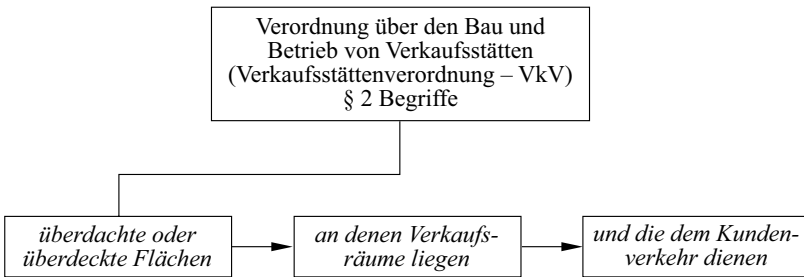 Verordnung über den Bau und
Betrieb von Verkaufsstätten
(Verkaufsstättenverordnung – VkV)
§ 2 Begriffe
überdachte oder
überdeckte Flächen
an denen Verkaufs-
räume liegen
und die dem Kunden-
verkehr dienen